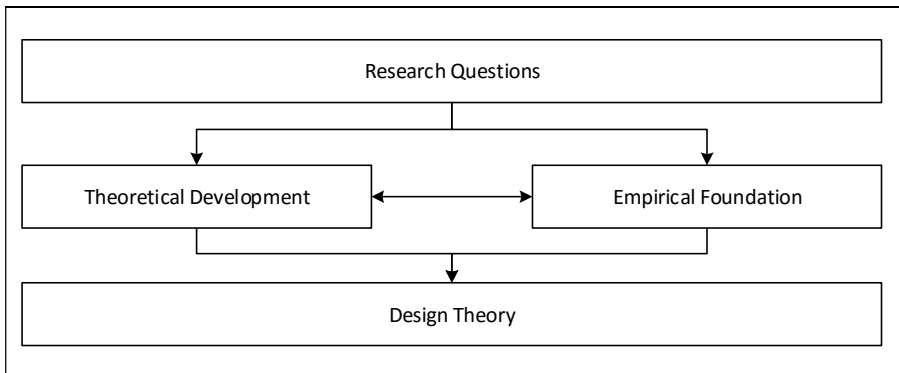 Research Questions
Theoretical Development
Empirical Foundation
Design Theory